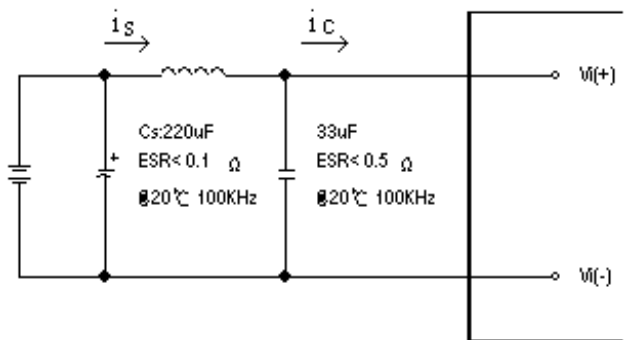 is
ic
Vi(+)
Cs:220uF
ESR<0.1 Ω
@20℃ 100KHz
33uF
ESR<0.5 Ω
@20℃ 100KHz
+
Vi(-)